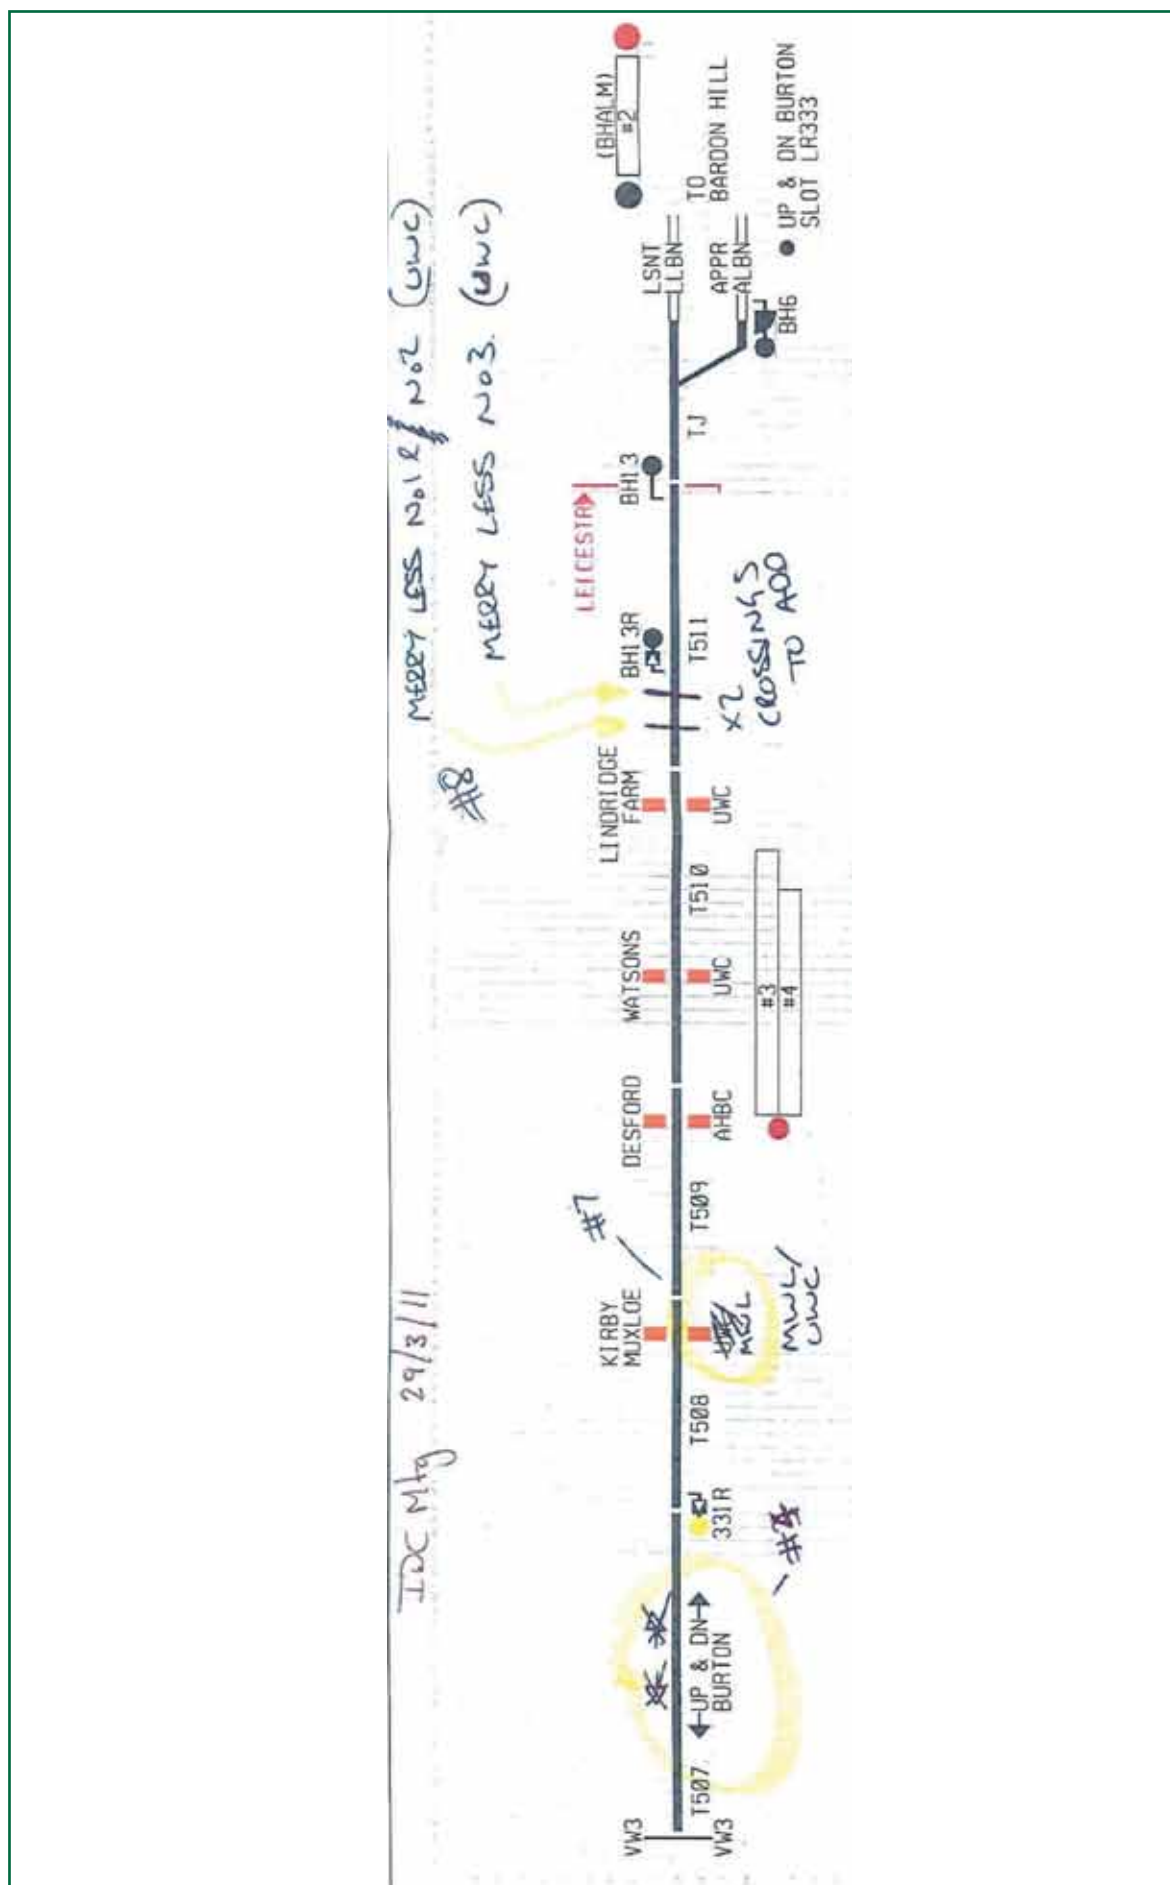 IDC Mtg 29/3/11
MERRY LESS No1 & No2 (UWC)
MERRY LESS No3. (UWC)
#8
(BHALM)
#2
TO
BARDON HILL
LSNT
LLBN
APPR
ALBN
UP & DN BURTON
SLOT LR333
BH6
LEICESTR
BH13
BH13R
TJ
T511
X2
CROSSINGS
TO ADD
LINDRIDGE
FARM
UWC
T510
WATSONS
UWC
#3
#4
DESFORD
AHBC
T509
#7
KIRBY
MUXLOE
MWL
MWL/
UWC
T508
331R
UP & DN
BURTON
T507
VW3
VW3